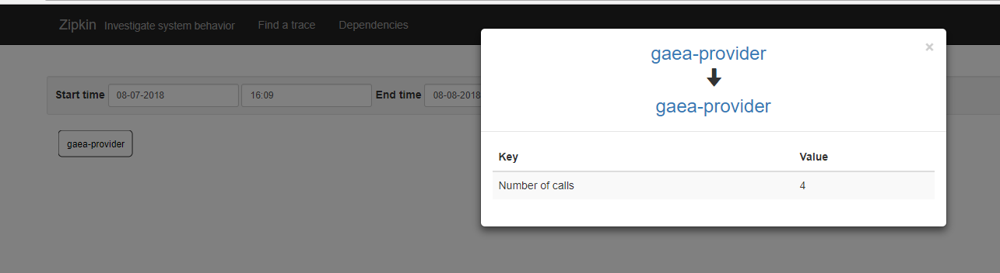 Zipkin Investigate system behavior Find a trace Dependencies
×
gaea-provider
gaea-provider
Start time 08-07-2018 16:09 End time 08-08-2018
gaea-provider
Key Value
Number of calls 4